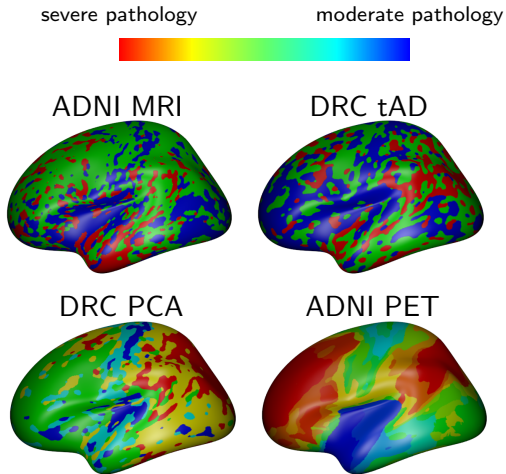 severe pathology moderate pathology
ADNI MRI DRC tAD
DRC PCA ADNI PET